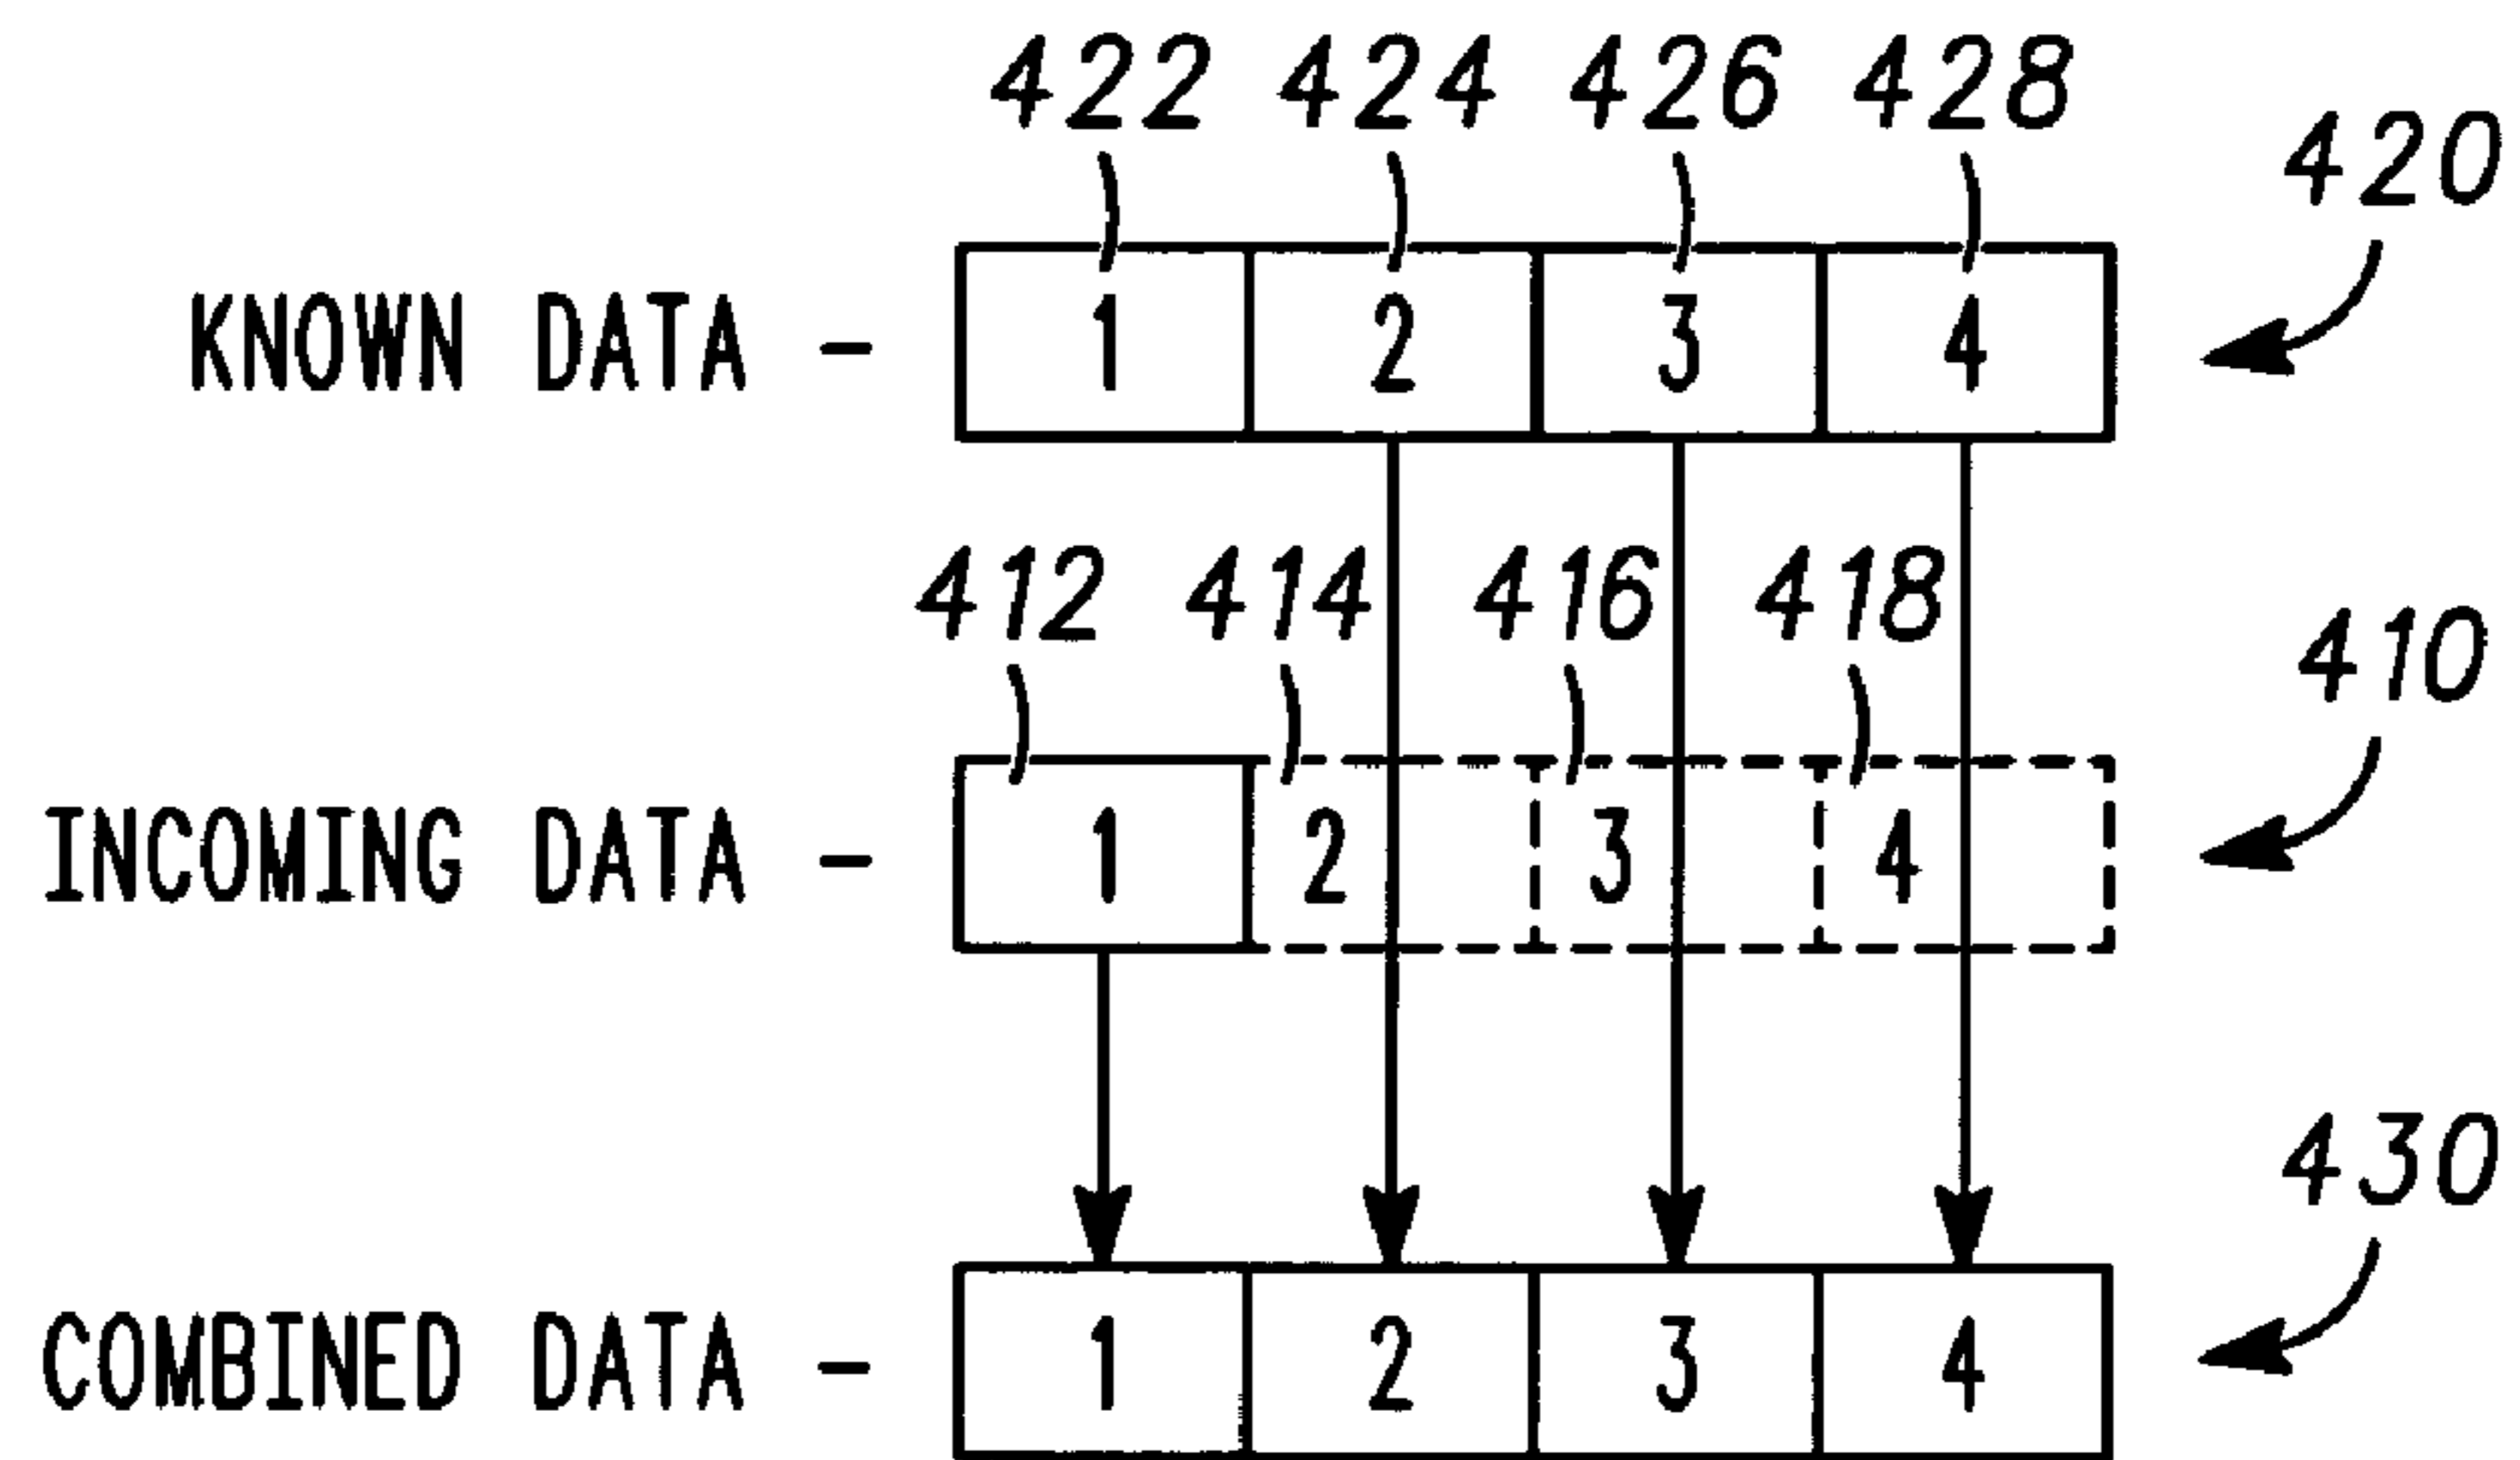 422 424 426 428
420
KNOWN DATA - 1 2 3 4
412 414 416 418
410
INCOMING DATA - 1 2 3 4
430
COMBINED DATA - 1 2 3 4